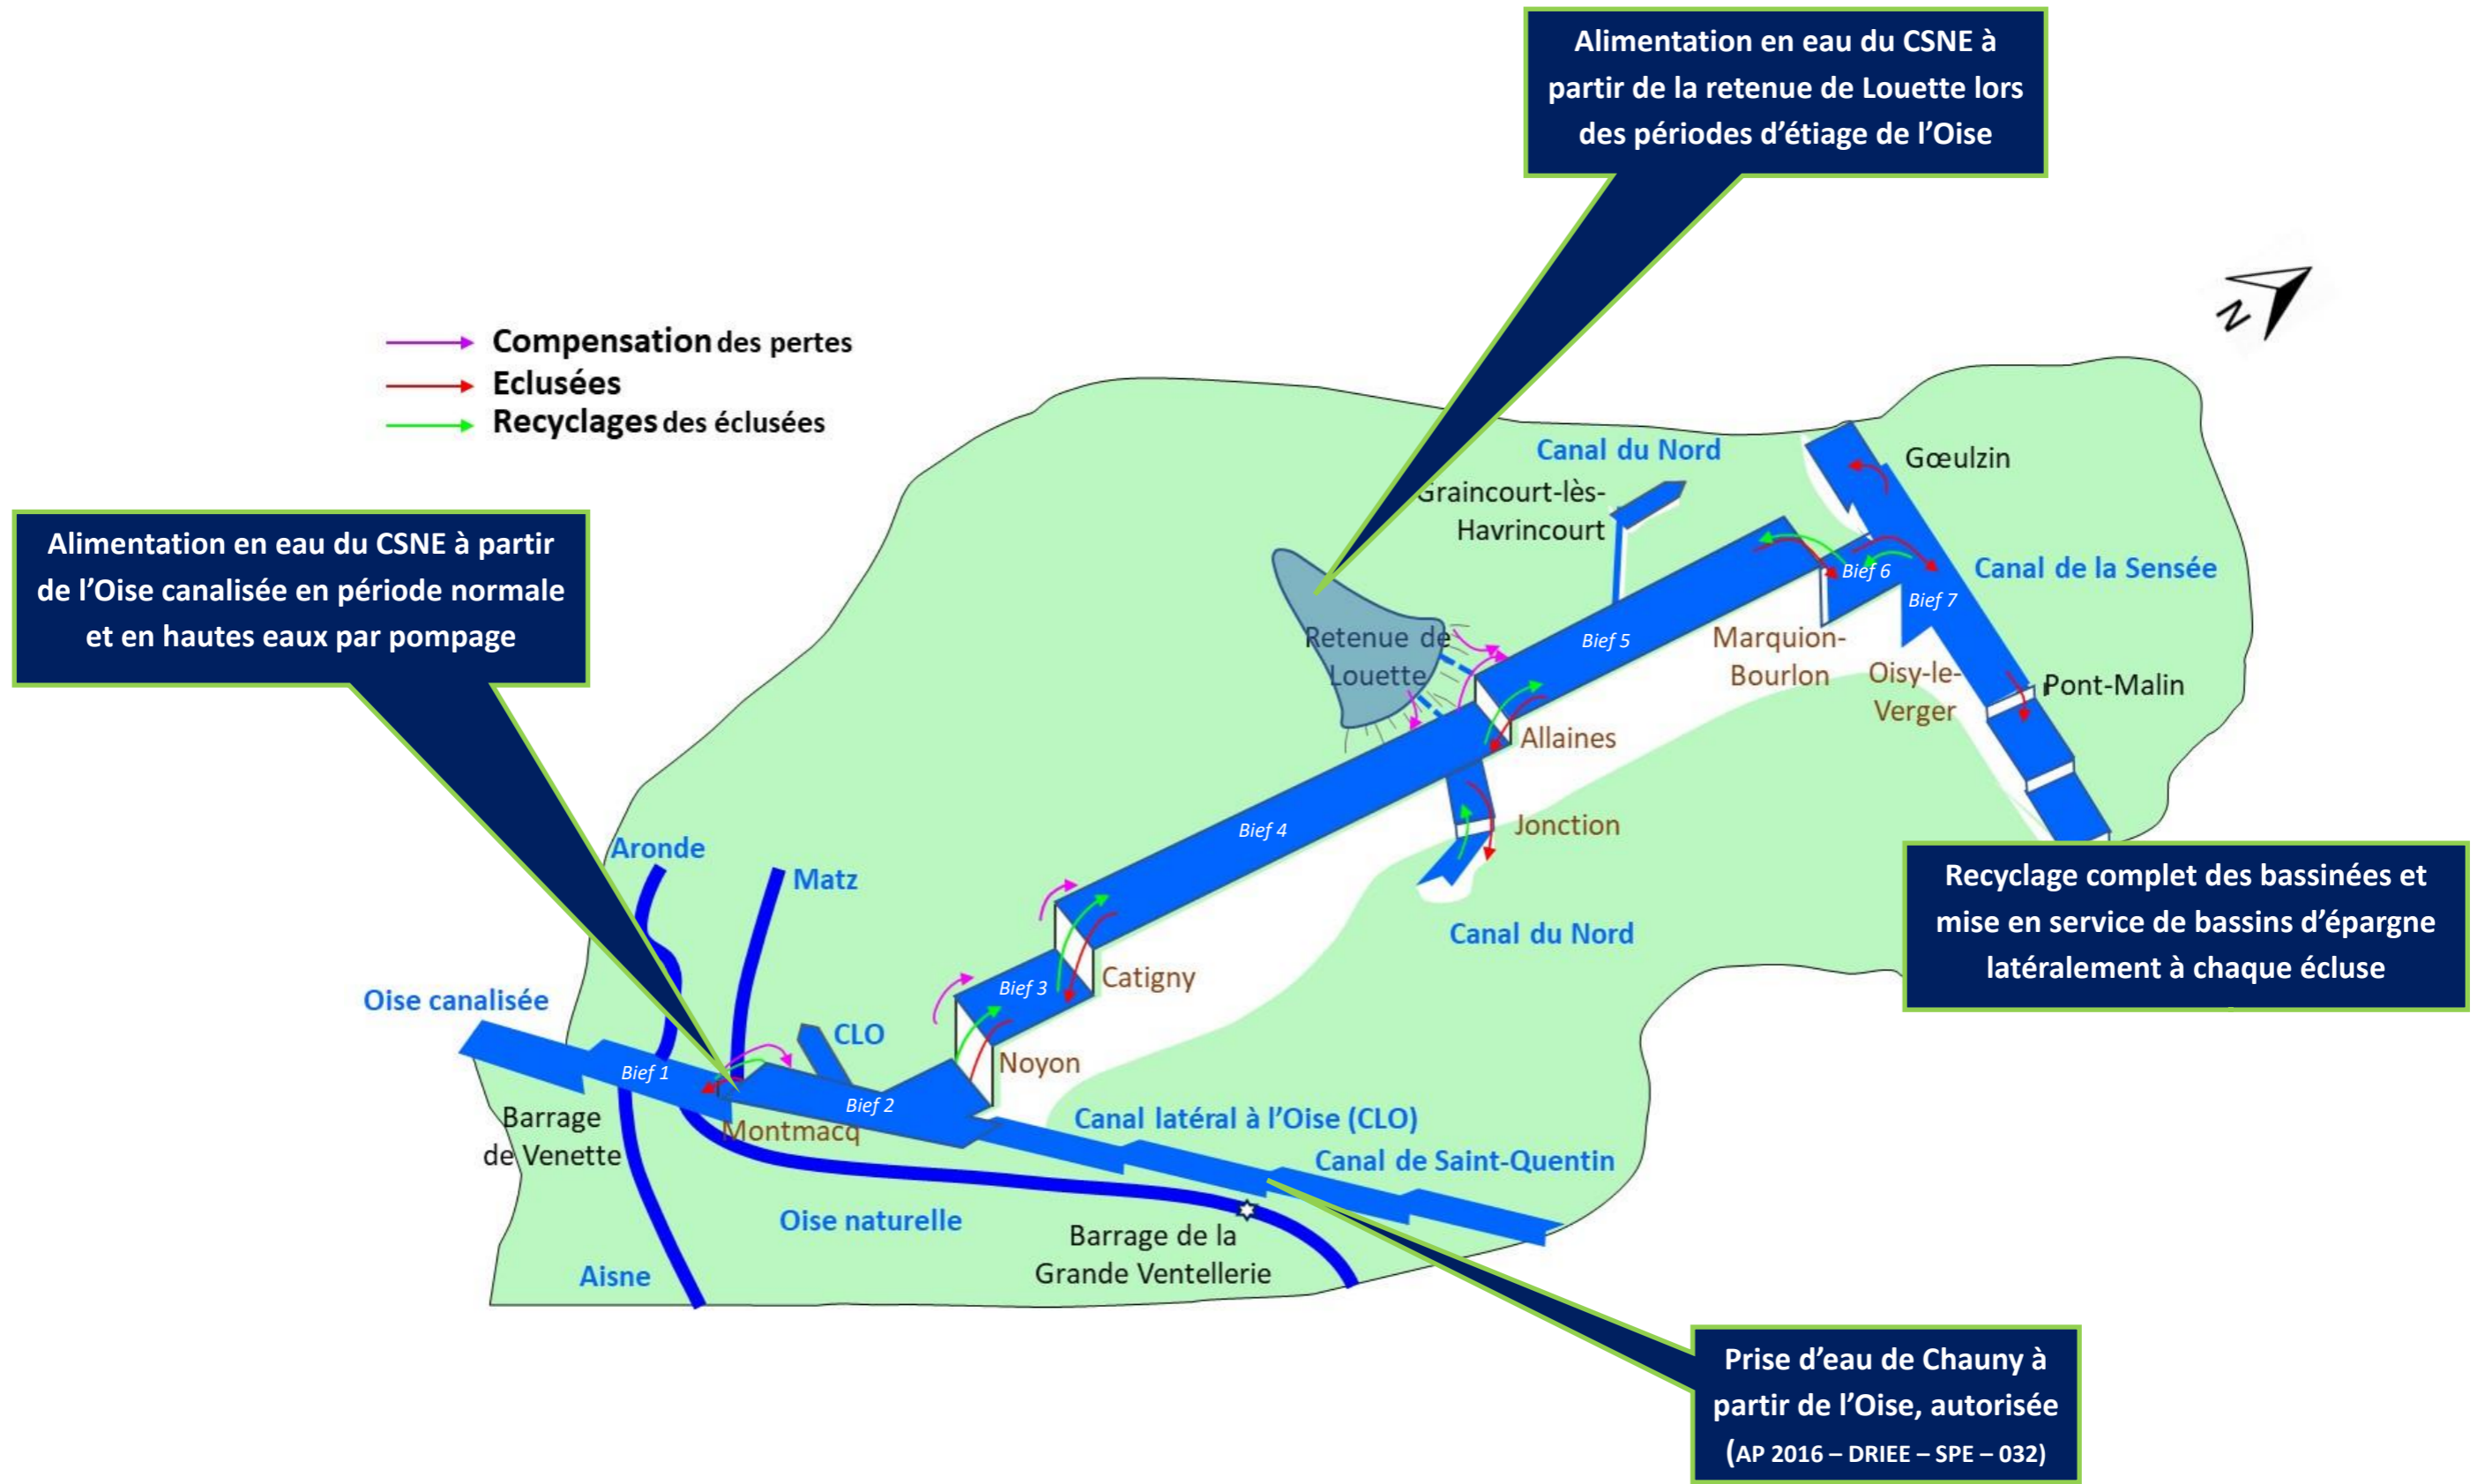 Alimentation en eau du CSNE à
partir de la retenue de Louette lors
des périodes d'étiage de l'Oise
N
Compensation des pertes
Eclusées
Recyclages des éclusées
Canal du Nord
Graincourt-lès-
Havrincourt
Gœulzin
Alimentation en eau du CSNE à partir
de l'Oise canalisée en période normale
et en hautes eaux par pompage
Canal de la Sensée
Bief 6
Bief 7
Bief 5
Retenue de
Louette
Marquion-
Bourlon
Oisy-le-
Verger
Pont-Malin
Allaines
Jonction
Bief 4
Aronde
Matz
Canal du Nord
Recyclage complet des bassinées et
mise en service de bassins d'épargne
latéralement à chaque écluse
Catigny
Bief 3
Oise canalisée
CLO
Noyon
Bief 1
Bief 2
Barrage
de Venette
Montmacq
Canal latéral à l'Oise (CLO)
Canal de Saint-Quentin
Oise naturelle
Barrage de la
Grande Ventellerie
Aisne
Prise d'eau de Chauny à
partir de l'Oise, autorisée
(AP 2016 – DRIEE – SPE – 032)